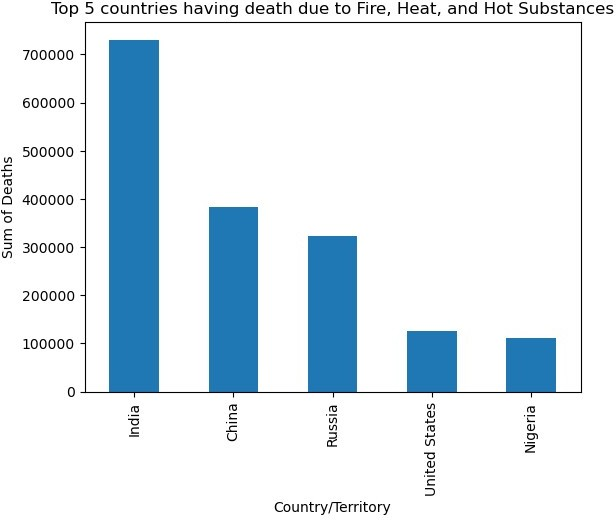 Top 5 countries having death due to Fire, Heat, and Hot Substances
700000
600000
500000
400000
300000
200000
100000
0
Sum of Deaths
India
China
Russia
United States
Nigeria
Country/Territory